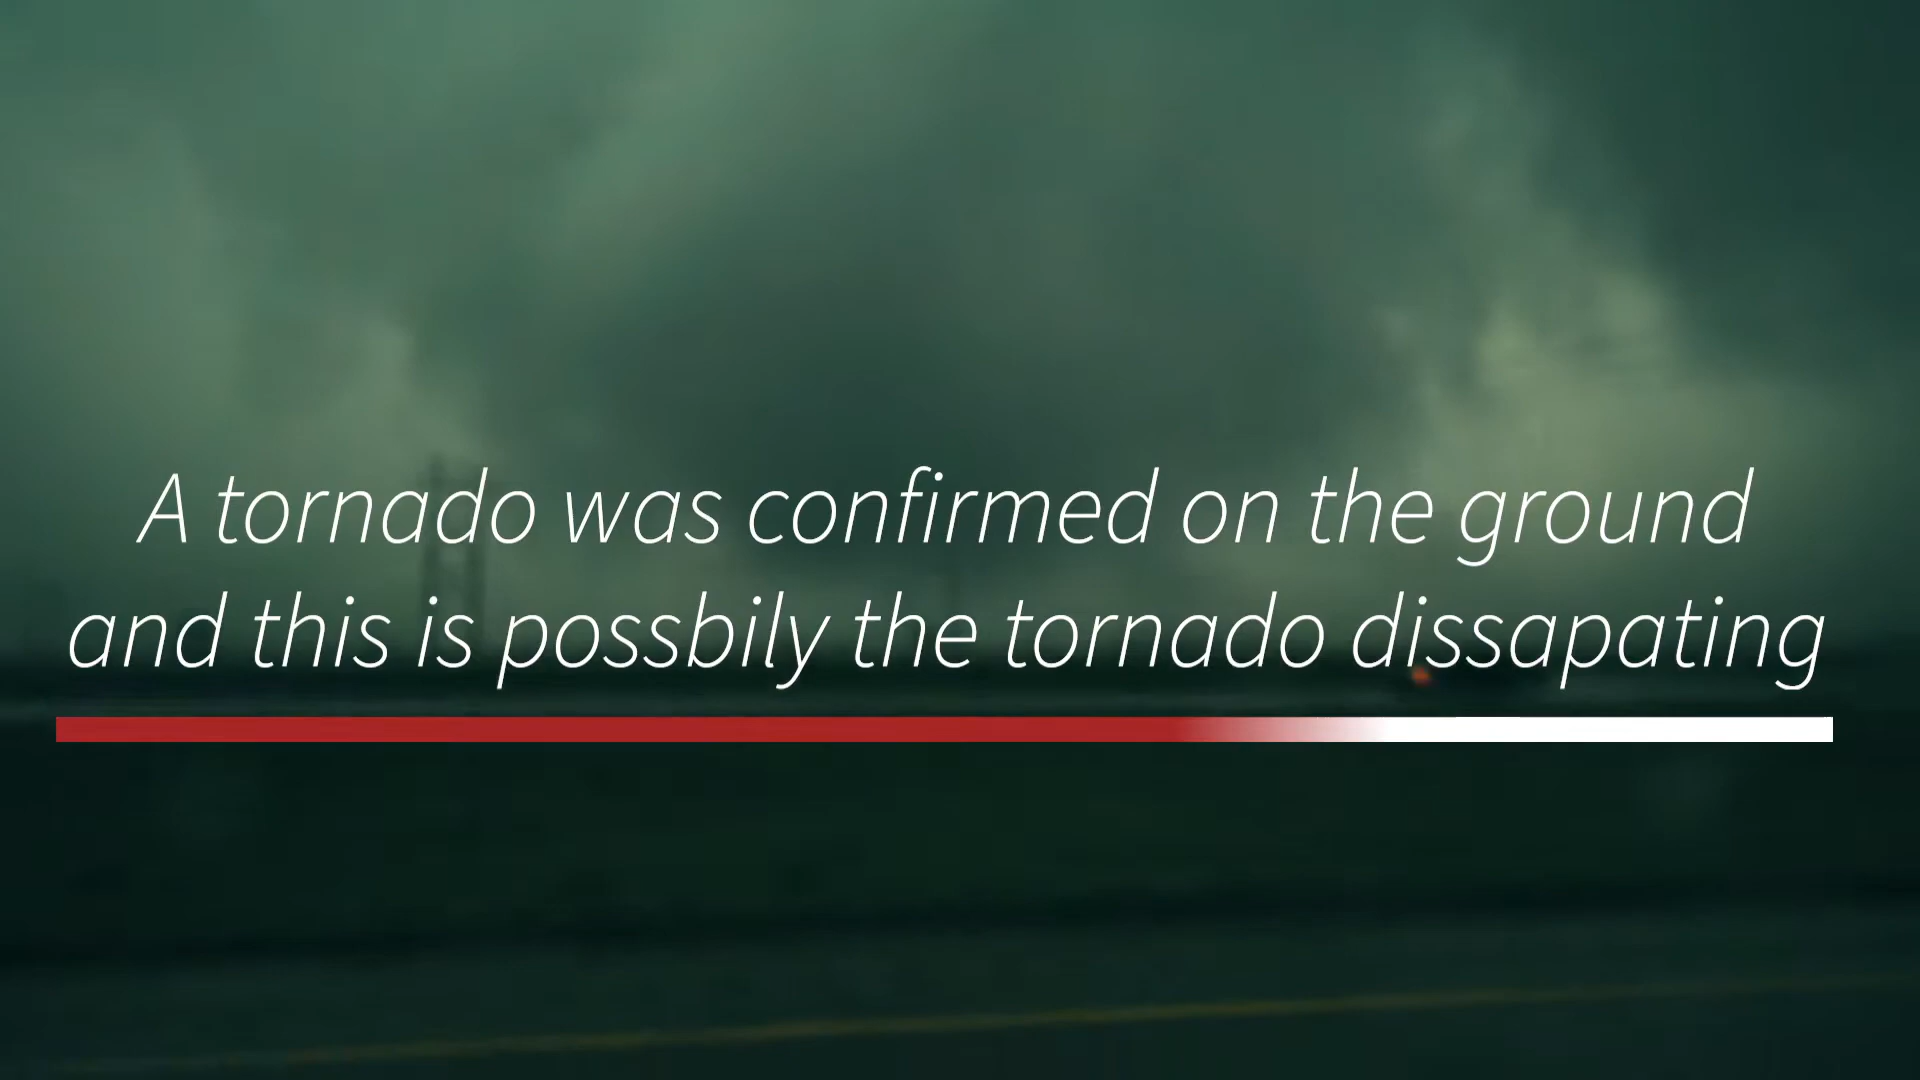 A tornado was confirmed on the ground
and this is possbily the tornado dissapating